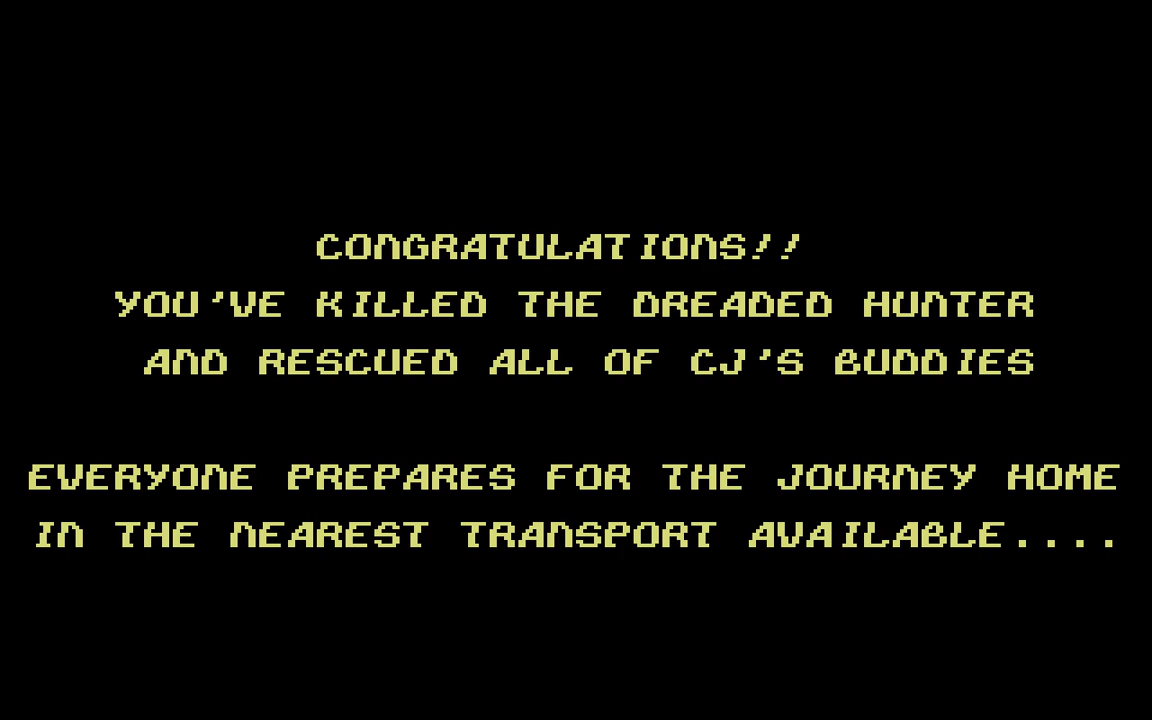 CONGRATULATIONS!!
YOU'VE KILLED THE DREADED HUNTER
AND RESCUED ALL OF CJ'S BUDDIES
EVERYONE PREPARES FOR THE JOURNEY HOME
IN THE NEAREST TRANSPORT AVAILABLE....